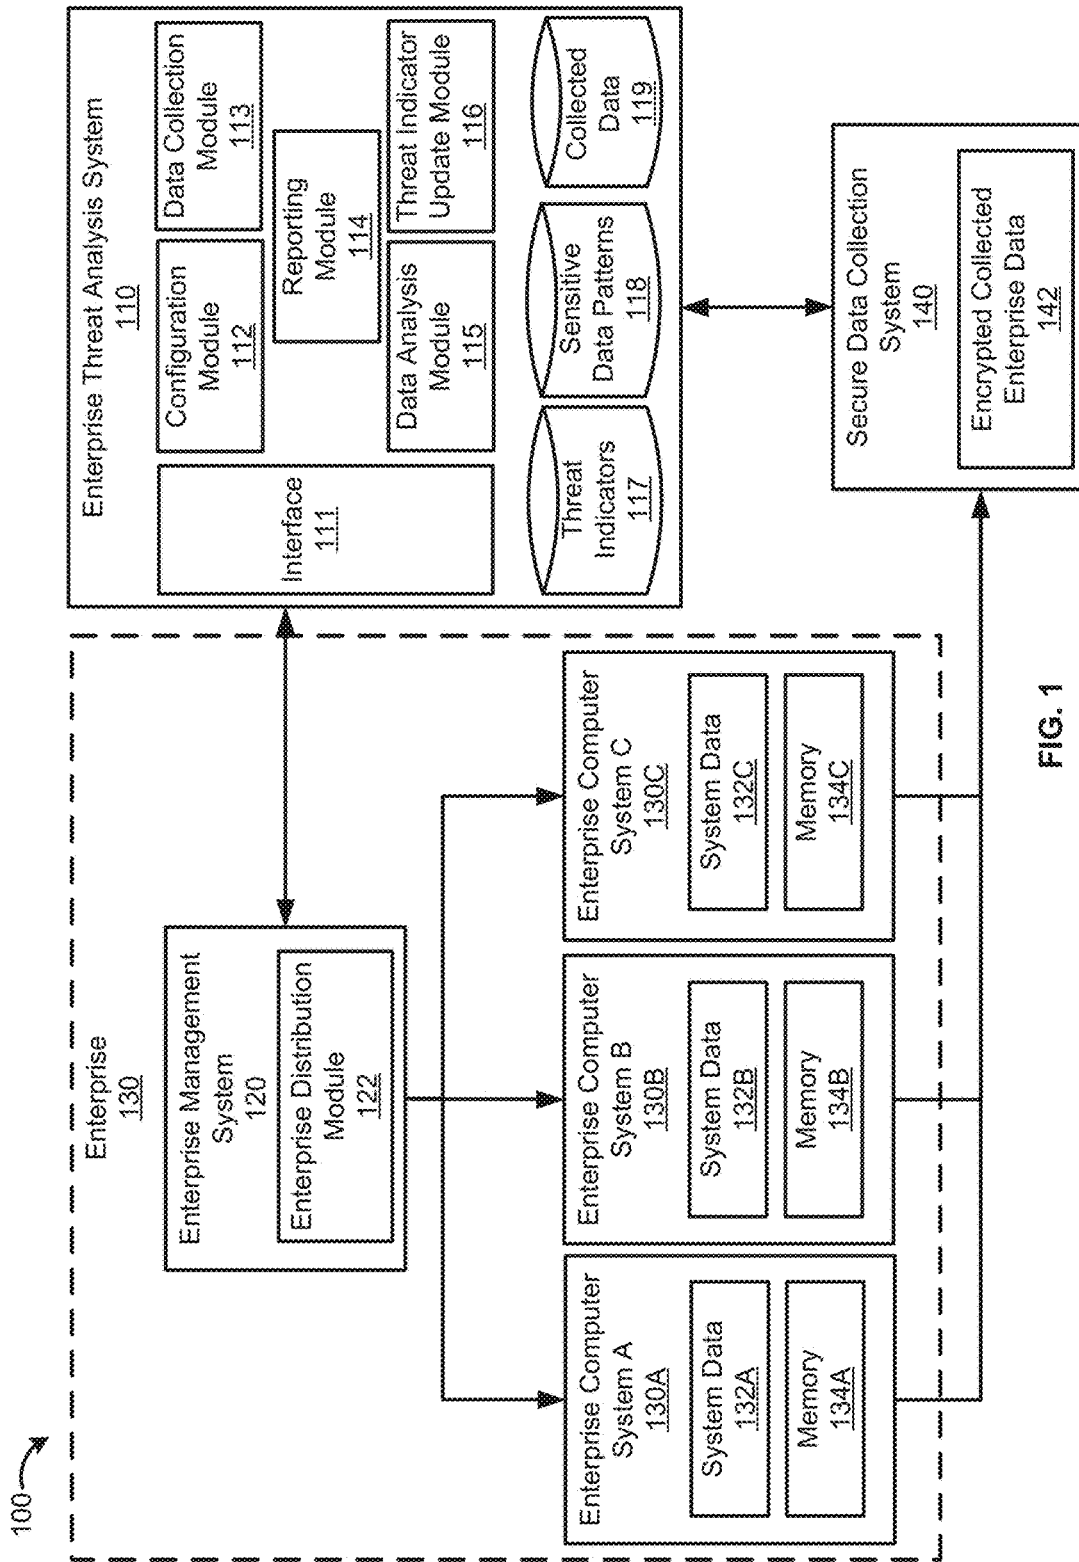 100
Enterprise
130
Enterprise Management
System
120
Enterprise Distribution
Module
122
Enterprise Computer
System A
130A
System Data
132A
Memory
134A
Enterprise Computer
System B
130B
System Data
132B
Memory
134B
Enterprise Computer
System C
130C
System Data
132C
Memory
134C
Enterprise Threat Analysis System
110
Interface
111
Configuration
Module
112
Data Collection
Module
113
Reporting
Module
114
Data Analysis
Module
115
Threat Indicator
Update Module
116
Threat
Indicators
117
Sensitive
Data Patterns
118
Collected
Data
119
Secure Data Collection
System
140
Encrypted Collected
Enterprise Data
142
FIG. 1